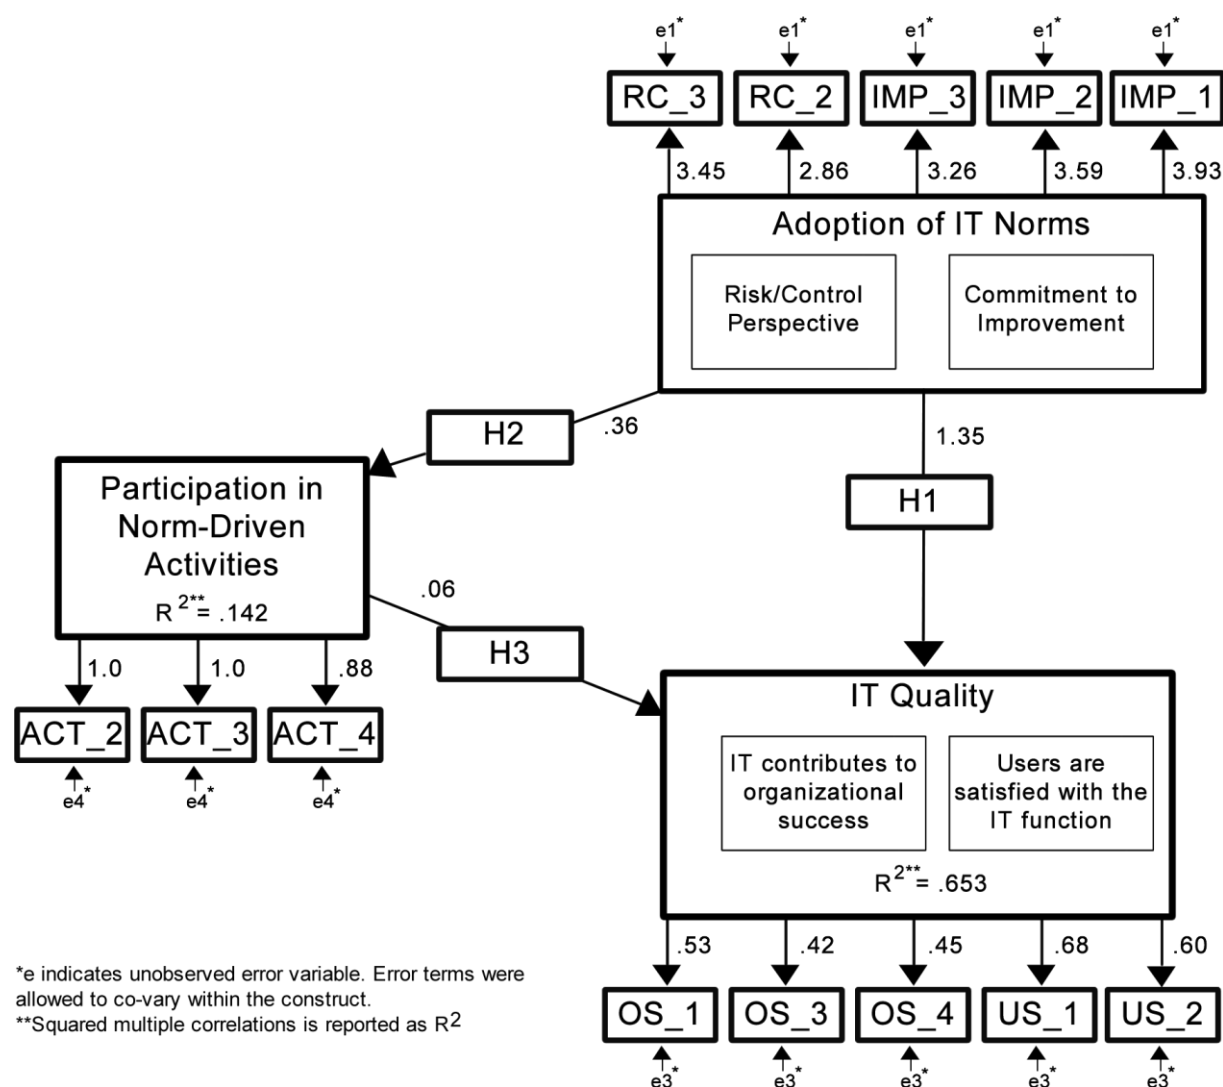 e1* e1* e1* e1* e1*
RC_3 RC_2 IMP_3 IMP_2 IMP_1
3.45 2.86 3.26 3.59 3.93
Adoption of IT Norms
Risk/Control
Perspective
Commitment to
Improvement
H2
.36
1.35
H1
Participation in
Norm-Driven
Activities
R2**= .142
.06
H3
1.0 1.0 .88
ACT_2 ACT_3 ACT_4
e4* e4* e4*
IT Quality
IT contributes to
organizational
success
Users are
satisfied with the
IT function
R2**= .653
.53 .42 .45 .68 .60
OS_1 OS_3 OS_4 US_1 US_2
e3* e3* e3* e3* e3*
*e indicates unobserved error variable. Error terms were
allowed to co-vary within the construct.
**Squared multiple correlations is reported as R2